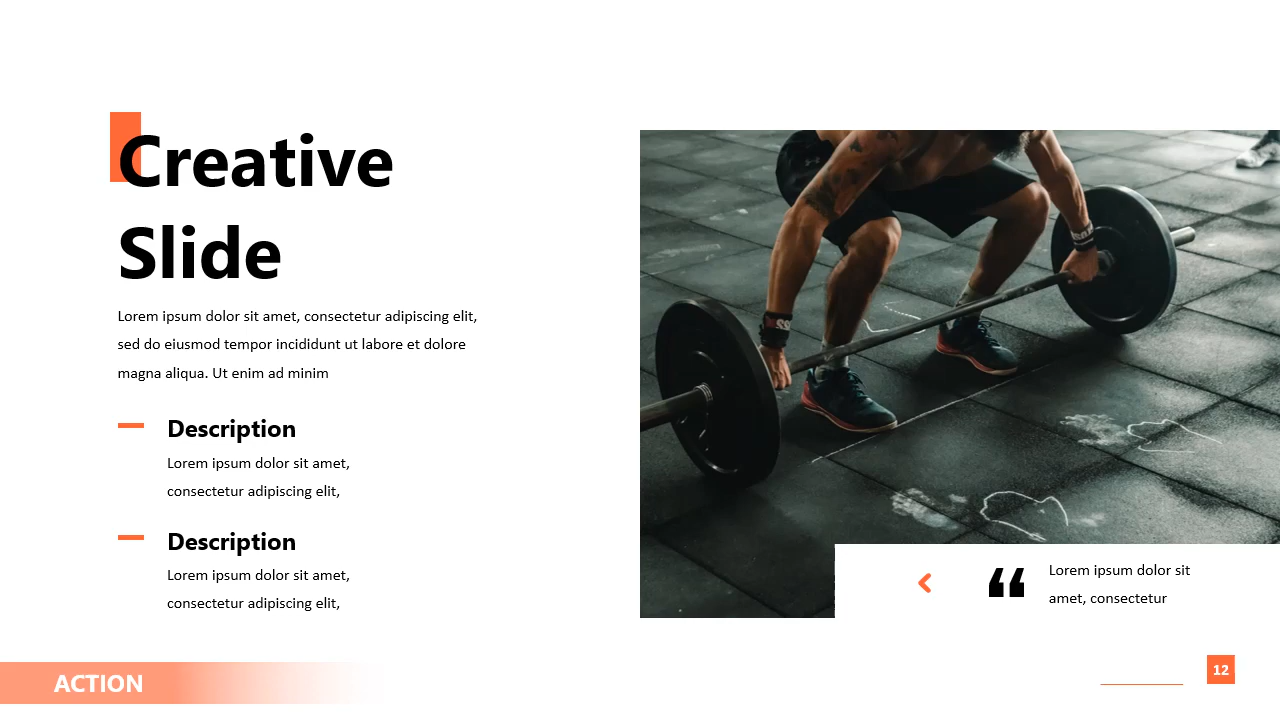 Creative
Slide
Lorem ipsum dolor sit amet, consectetur adipiscing elit,
sed do eiusmod tempor incididunt ut labore et dolore
magna aliqua. Ut enim ad minim
Description
Lorem ipsum dolor sit amet,
consectetur adipiscing elit,
Description
Lorem ipsum dolor sit amet,
consectetur adipiscing elit,
“
Lorem ipsum dolor sit
amet, consectetur
ACTION
12